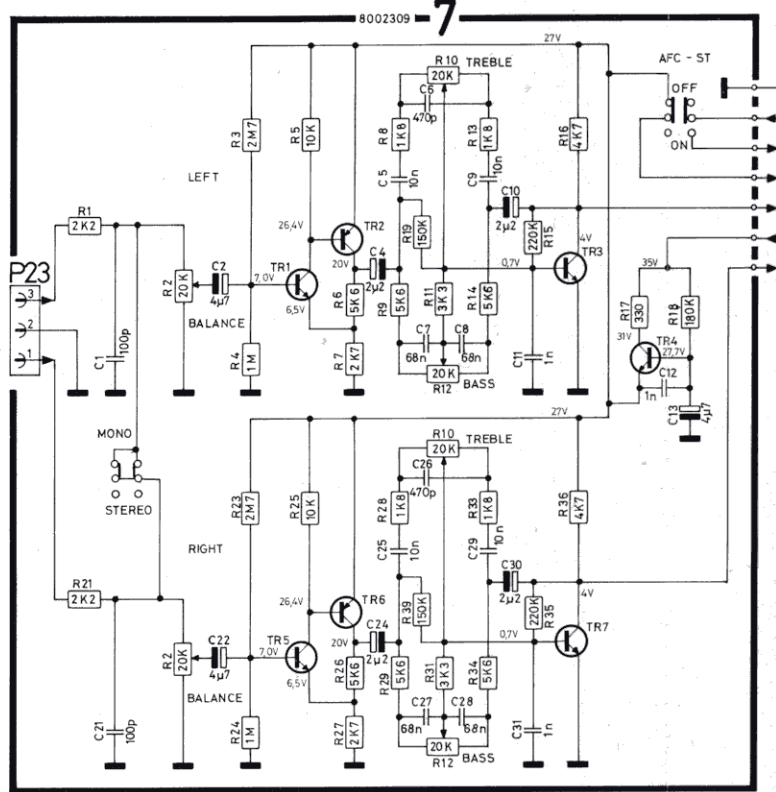 8002309 7
27V
R10 TREBLE
20K
C6
470p
AFC - ST
OFF
ON
R3
2M7
R5
10K
R8
1K8
R13
1K8
R16
4K7
LEFT
C5
10n
C9
10n
C10
2µ2
R1
2K2
TR2
26,4V
20V
R19
150K
R15
220K
4V
TR3
0,7V
P23
3
2
1
R2
20K
BALANCE
C2
4µ7
7,0V
TR1
6,5V
R6
5K6
C4
2µ2
R9
5K6
R11
3K3
R14
5K6
35V
R17
330
R18
180K
31V
TR4
27,7V
C1
100p
R4
1M
R7
2K7
C7
68n
C8
68n
20K
R12
BASS
C11
1n
C12
1n
C13
4µ7
27V
MONO
STEREO
R10
20K
TREBLE
C26
470p
R23
2M7
R25
10K
R28
1K8
R33
1K8
R36
4K7
RIGHT
C25
10n
C29
10n
C30
2µ2
R21
2K2
26,4V
TR6
20V
R39
150K
R35
220K
4V
TR7
0,7V
R2
20K
BALANCE
C22
4µ7
7,0V
TR5
6,5V
R26
5K6
C24
2µ2
R29
5K6
R31
3K3
R34
5K6
C21
100p
R24
1M
R27
2K7
C27
68n
C28
68n
20K
R12
BASS
C31
1n